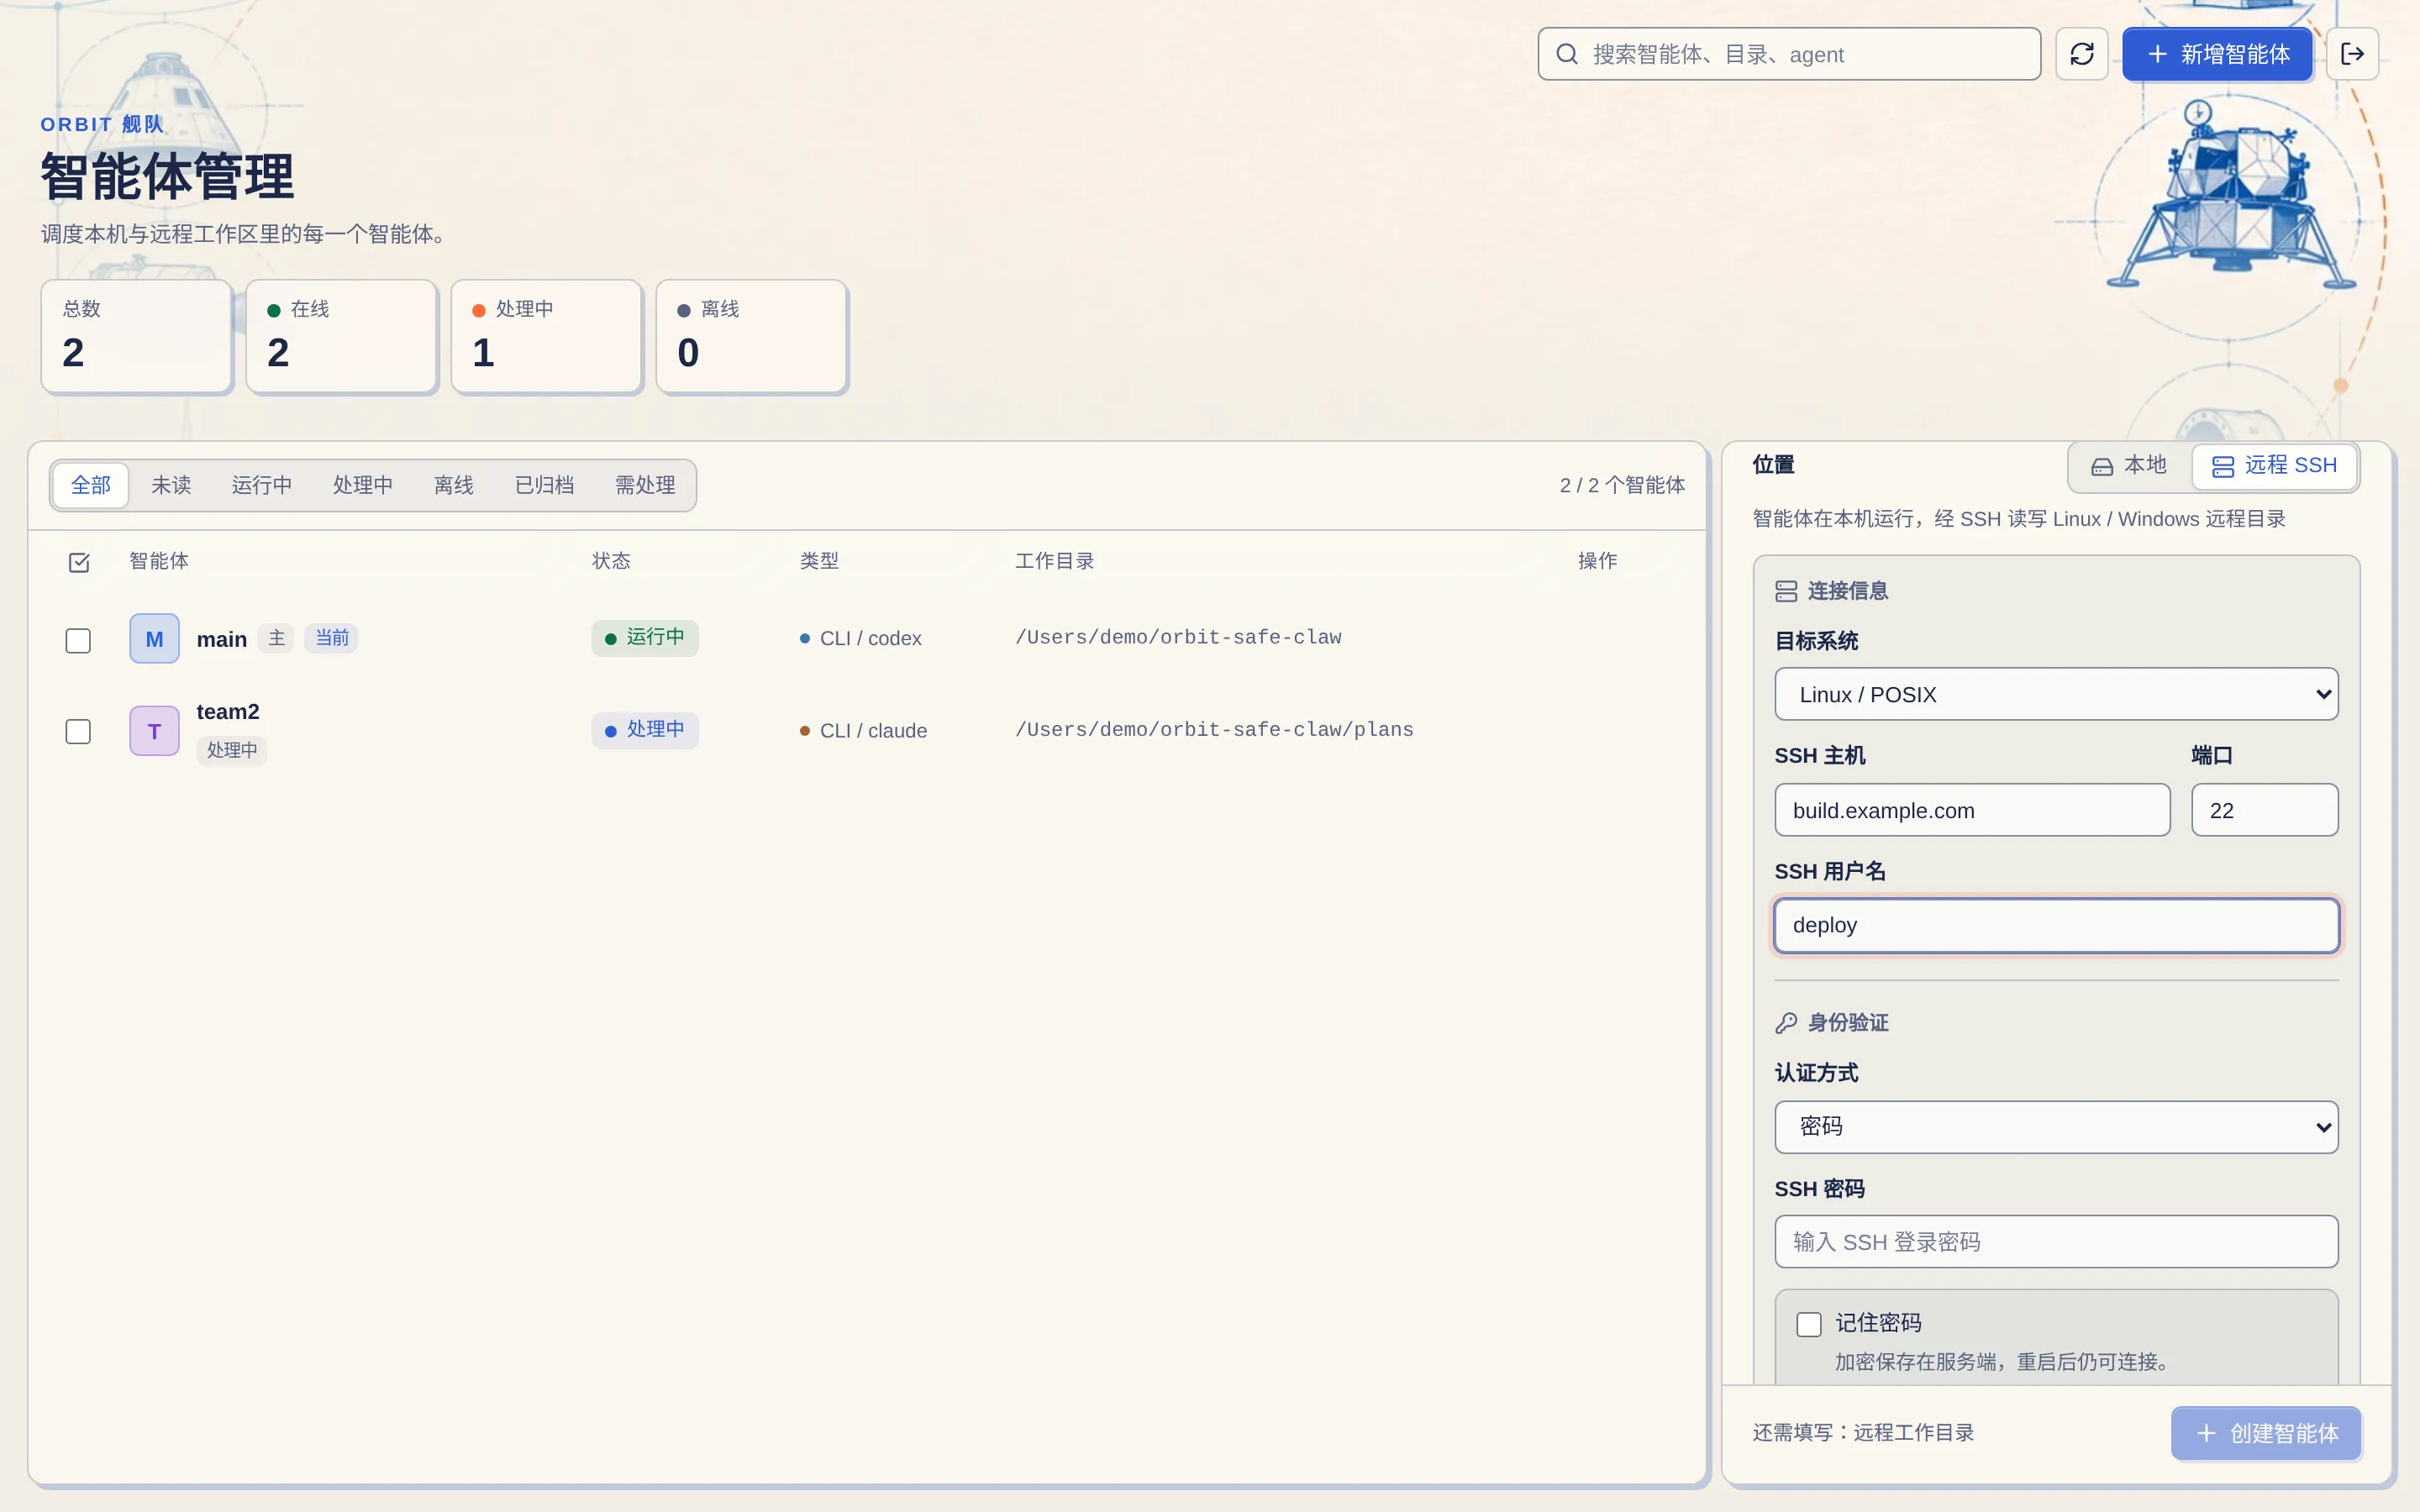 搜索智能体、目录、agent
新增智能体
ORBIT 舰队
智能体管理
调度本机与远程工作区里的每一个智能体。
总数
2
在线
2
处理中
1
离线
0
全部 未读 运行中 处理中 离线 已归档 需处理
2 / 2 个智能体
智能体 状态 类型 工作目录 操作
M main 主 当前 运行中 CLI / codex /Users/demo/orbit-safe-claw
T team2 处理中 处理中 CLI / claude /Users/demo/orbit-safe-claw/plans
位置 本地 远程 SSH
智能体在本机运行，经 SSH 读写 Linux / Windows 远程目录
连接信息
目标系统
Linux / POSIX
SSH 主机 端口
build.example.com 22
SSH 用户名
deploy
身份验证
认证方式
密码
SSH 密码
输入 SSH 登录密码
记住密码
加密保存在服务端，重启后仍可连接。
还需填写：远程工作目录 创建智能体